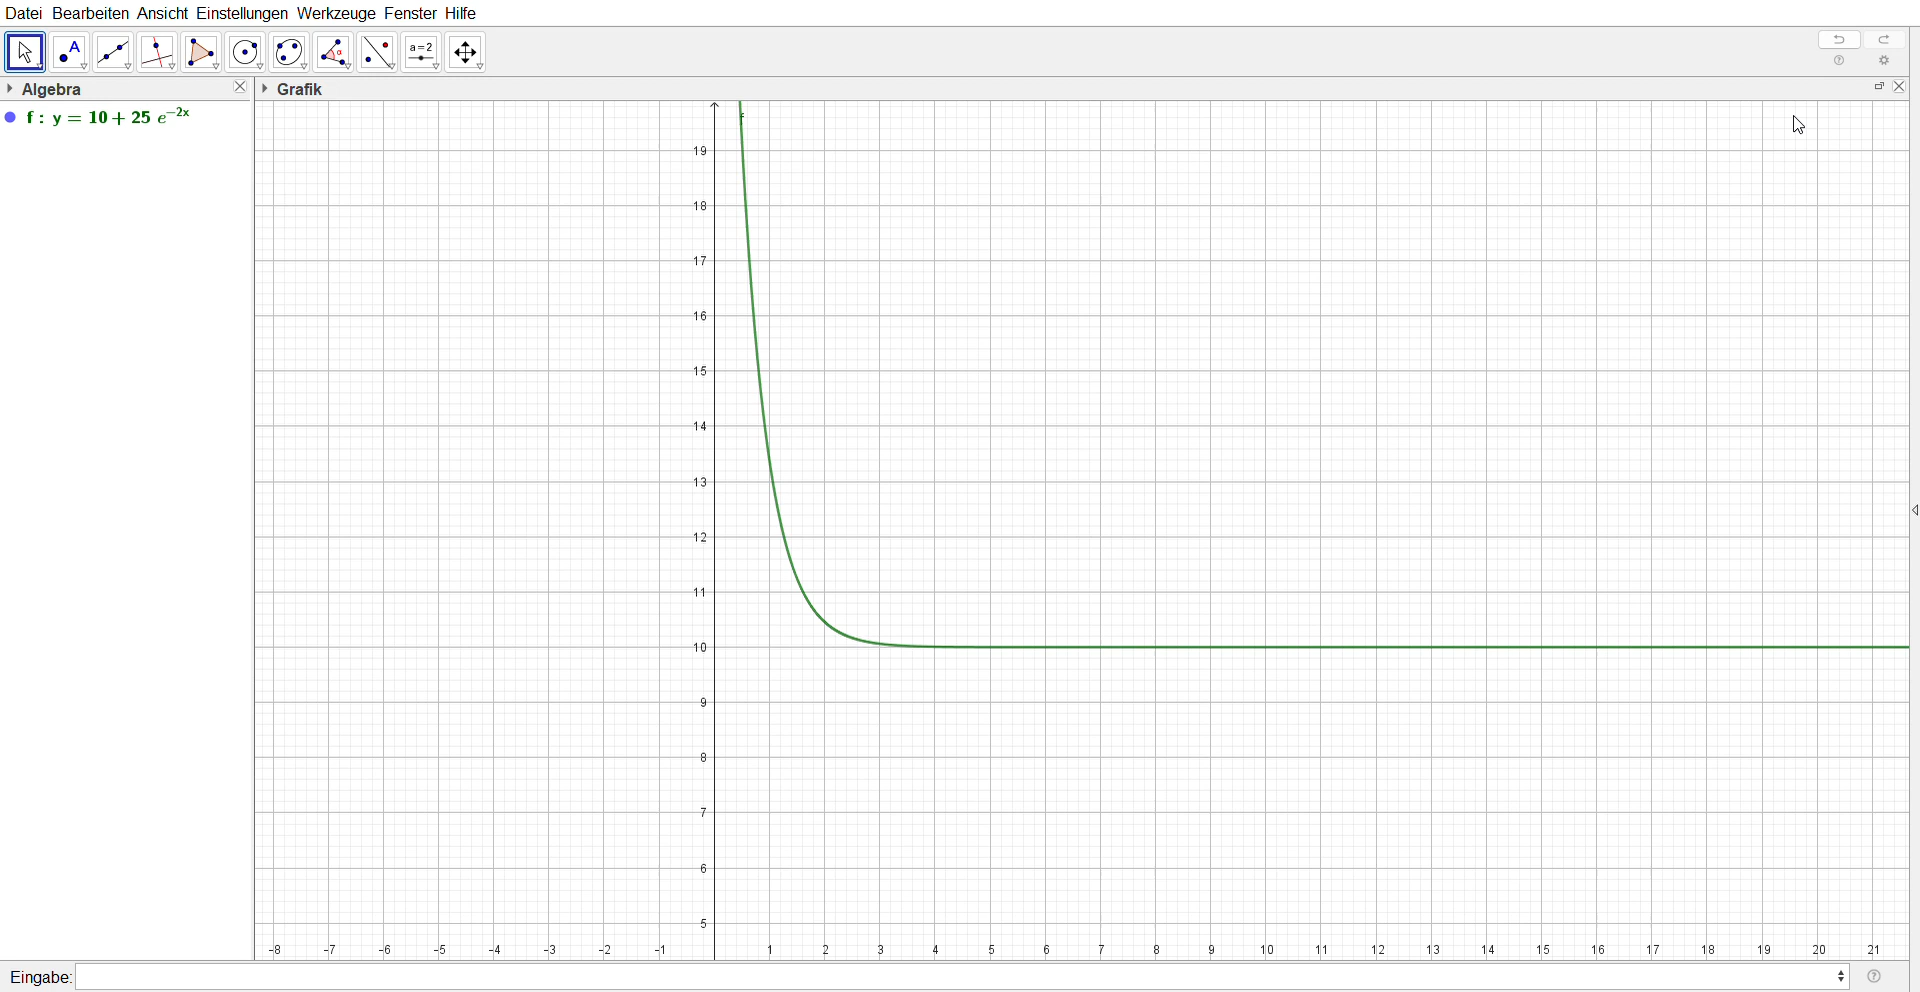 Datei Bearbeiten Ansicht Einstellungen Werkzeuge Fenster Hilfe
A
α
a=2
Algebra
Grafik
f : y = 10 + 25 e^{-2x}
f
19
18
17
16
15
14
13
12
11
10
9
8
7
6
5
-8 -7 -6 -5 -4 -3 -2 -1 1 2 3 4 5 6 7 8 9 10 11 12 13 14 15 16 17 18 19 20 21
Eingabe: